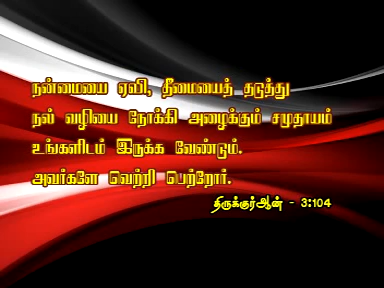 நன்மையை ஏவி, தீமையைத் தடுத்து
நல் வழியை நோக்கி அழைக்கும் சமுதாயம்
உங்களிடம் இருக்க வேண்டும்.
அவர்களே வெற்றி பெற்றோர்.
திருக்குர்ஆன் - 3:104